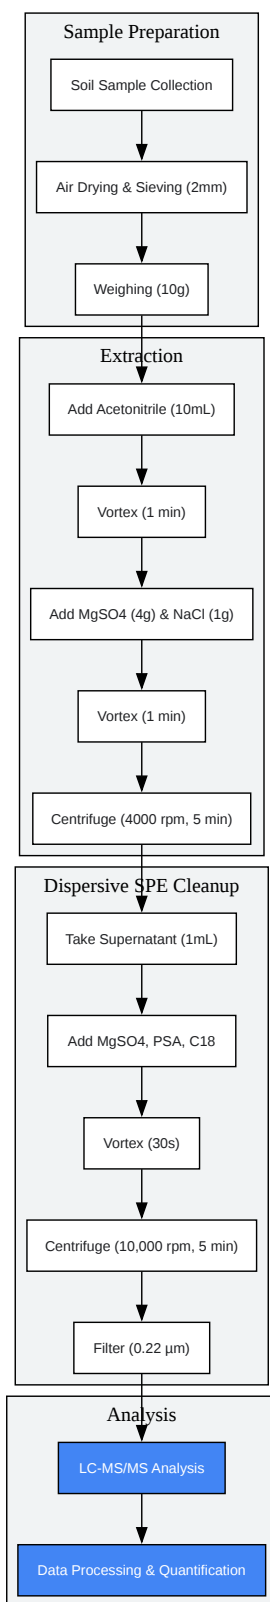 Sample Preparation
Soil Sample Collection
Air Drying & Sieving (2mm)
Weighing (10g)
Extraction
Add Acetonitrile (10mL)
Vortex (1 min)
Add MgSO4 (4g) & NaCl (1g)
Vortex (1 min)
Centrifuge (4000 rpm, 5 min)
Dispersive SPE Cleanup
Take Supernatant (1mL)
Add MgSO4, PSA, C18
Vortex (30s)
Centrifuge (10,000 rpm, 5 min)
Filter (0.22 µm)
Analysis
LC-MS/MS Analysis
Data Processing & Quantification